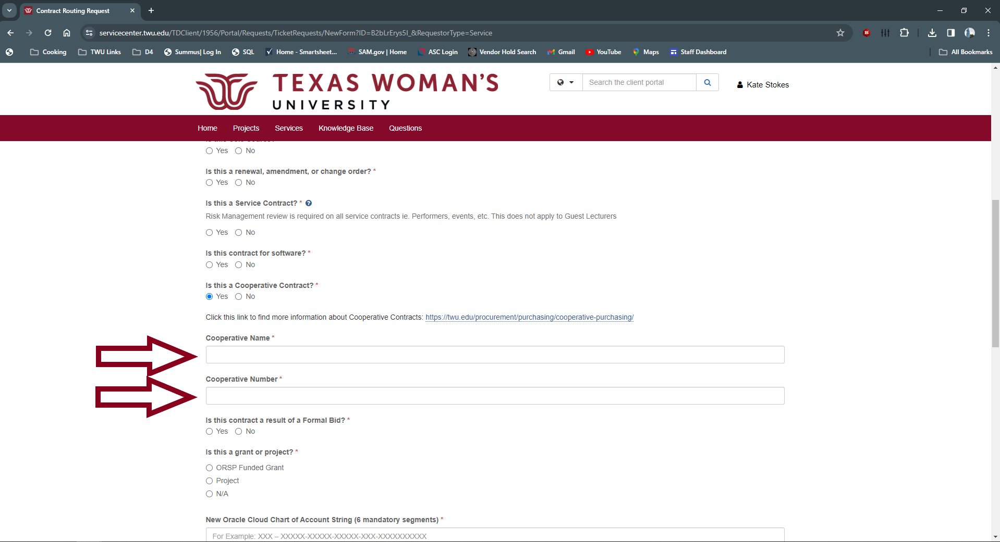 Contract Routing Request
servicecenter.twu.edu/TDClient/1956/Portal/Requests/TicketRequests/NewForm?ID=B2bLrErys5I_&RequestorType=Service
Cooking TWU Links D4 Summus| Log In SQL Home - Smartsheet... SAM.gov | Home ASC Login Vendor Hold Search Gmail YouTube Maps Staff Dashboard All Bookmarks
TEXAS WOMAN'S
UNIVERSITY
Search the client portal
Kate Stokes
Home Projects Services Knowledge Base Questions
Yes No
Is this a renewal, amendment, or change order? *
Yes No
Is this a Service Contract? * ?
Risk Management review is required on all service contracts ie. Performers, events, etc. This does not apply to Guest Lecturers
Yes No
Is this contract for software? *
Yes No
Is this a Cooperative Contract? *
Yes No
Click this link to find more information about Cooperative Contracts: https://twu.edu/procurement/purchasing/cooperative-purchasing/
Cooperative Name *
Cooperative Number *
Is this contract a result of a Formal Bid? *
Yes No
Is this a grant or project? *
ORSP Funded Grant
Project
N/A
New Oracle Cloud Chart of Account String (6 mandatory segments) *
For Example: XXX – XXXXX-XXXXX-XXXXX-XXX-XXXXXXXXXX